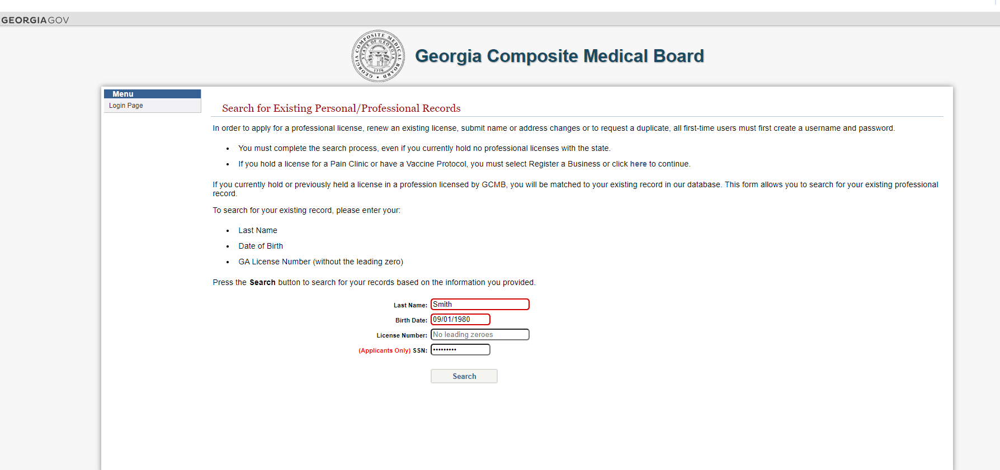 GEORGIAGOV
GEORGIA COMPOSITE MEDICAL BOARD
STATE OF GEORGIA
1776
Georgia Composite Medical Board
Menu
Login Page
Search for Existing Personal/Professional Records
In order to apply for a professional license, renew an existing license, submit name or address changes or to request a duplicate, all first-time users must first create a username and password.
• You must complete the search process, even if you currently hold no professional licenses with the state.
• If you hold a license for a Pain Clinic or have a Vaccine Protocol, you must select Register a Business or click here to continue.
If you currently hold or previously held a license in a profession licensed by GCMB, you will be matched to your existing record in our database. This form allows you to search for your existing professional
record.
To search for your existing record, please enter your:
• Last Name
• Date of Birth
• GA License Number (without the leading zero)
Press the Search button to search for your records based on the information you provided.
Last Name: Smith
Birth Date: 09/01/1980
License Number: No leading zeroes
(Applicants Only) SSN: •••••••••
Search